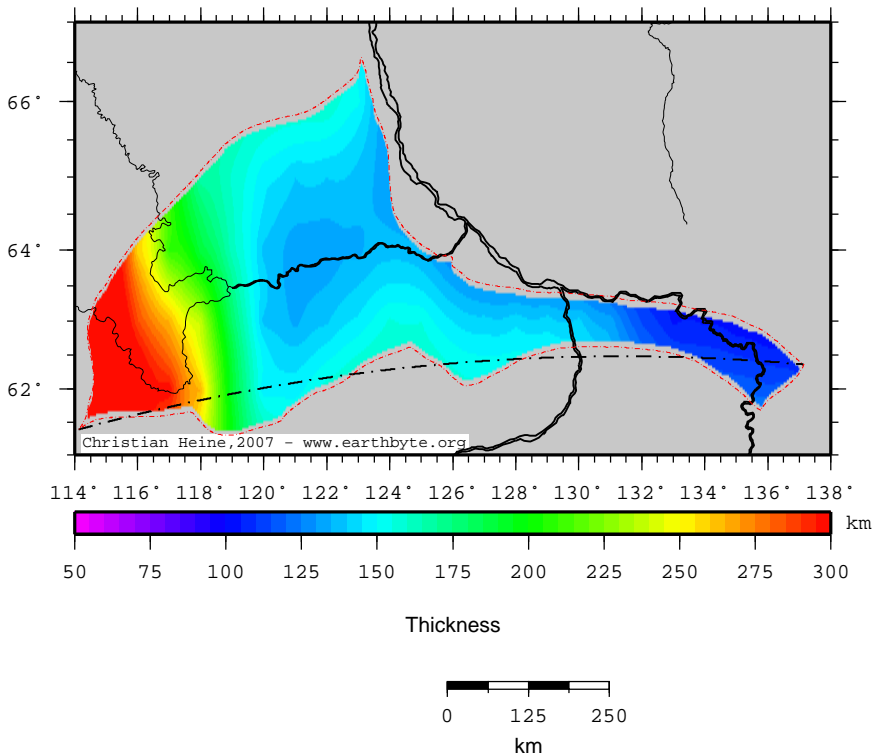 66°
64°
62°
Christian Heine,2007 - www.earthbyte.org
114° 116° 118° 120° 122° 124° 126° 128° 130° 132° 134° 136° 138°
km
50 75 100 125 150 175 200 225 250 275 300
Thickness
0 125 250
km